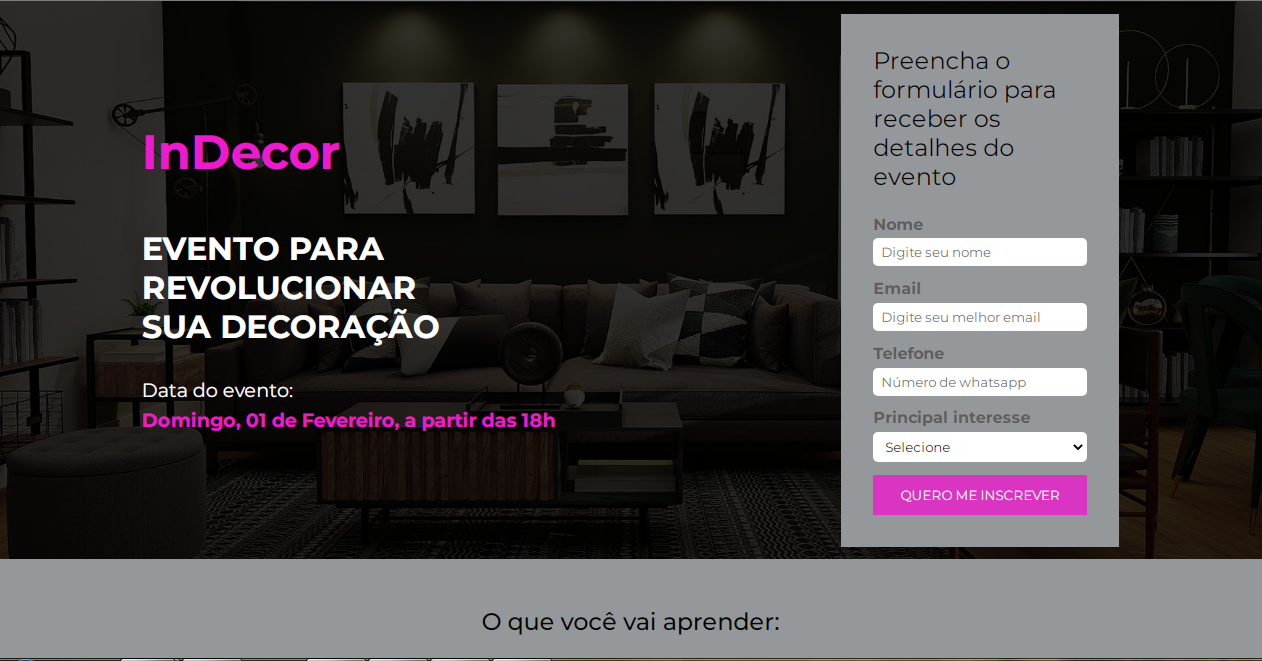 InDecor
EVENTO PARA
REVOLUCIONAR
SUA DECORAÇÃO
Data do evento:
Domingo, 01 de Fevereiro, a partir das 18h
Preencha o
formulário para
receber os
detalhes do
evento
Nome
Digite seu nome
Email
Digite seu melhor email
Telefone
Número de whatsapp
Principal interesse
Selecione
QUERO ME INSCREVER
O que você vai aprender: